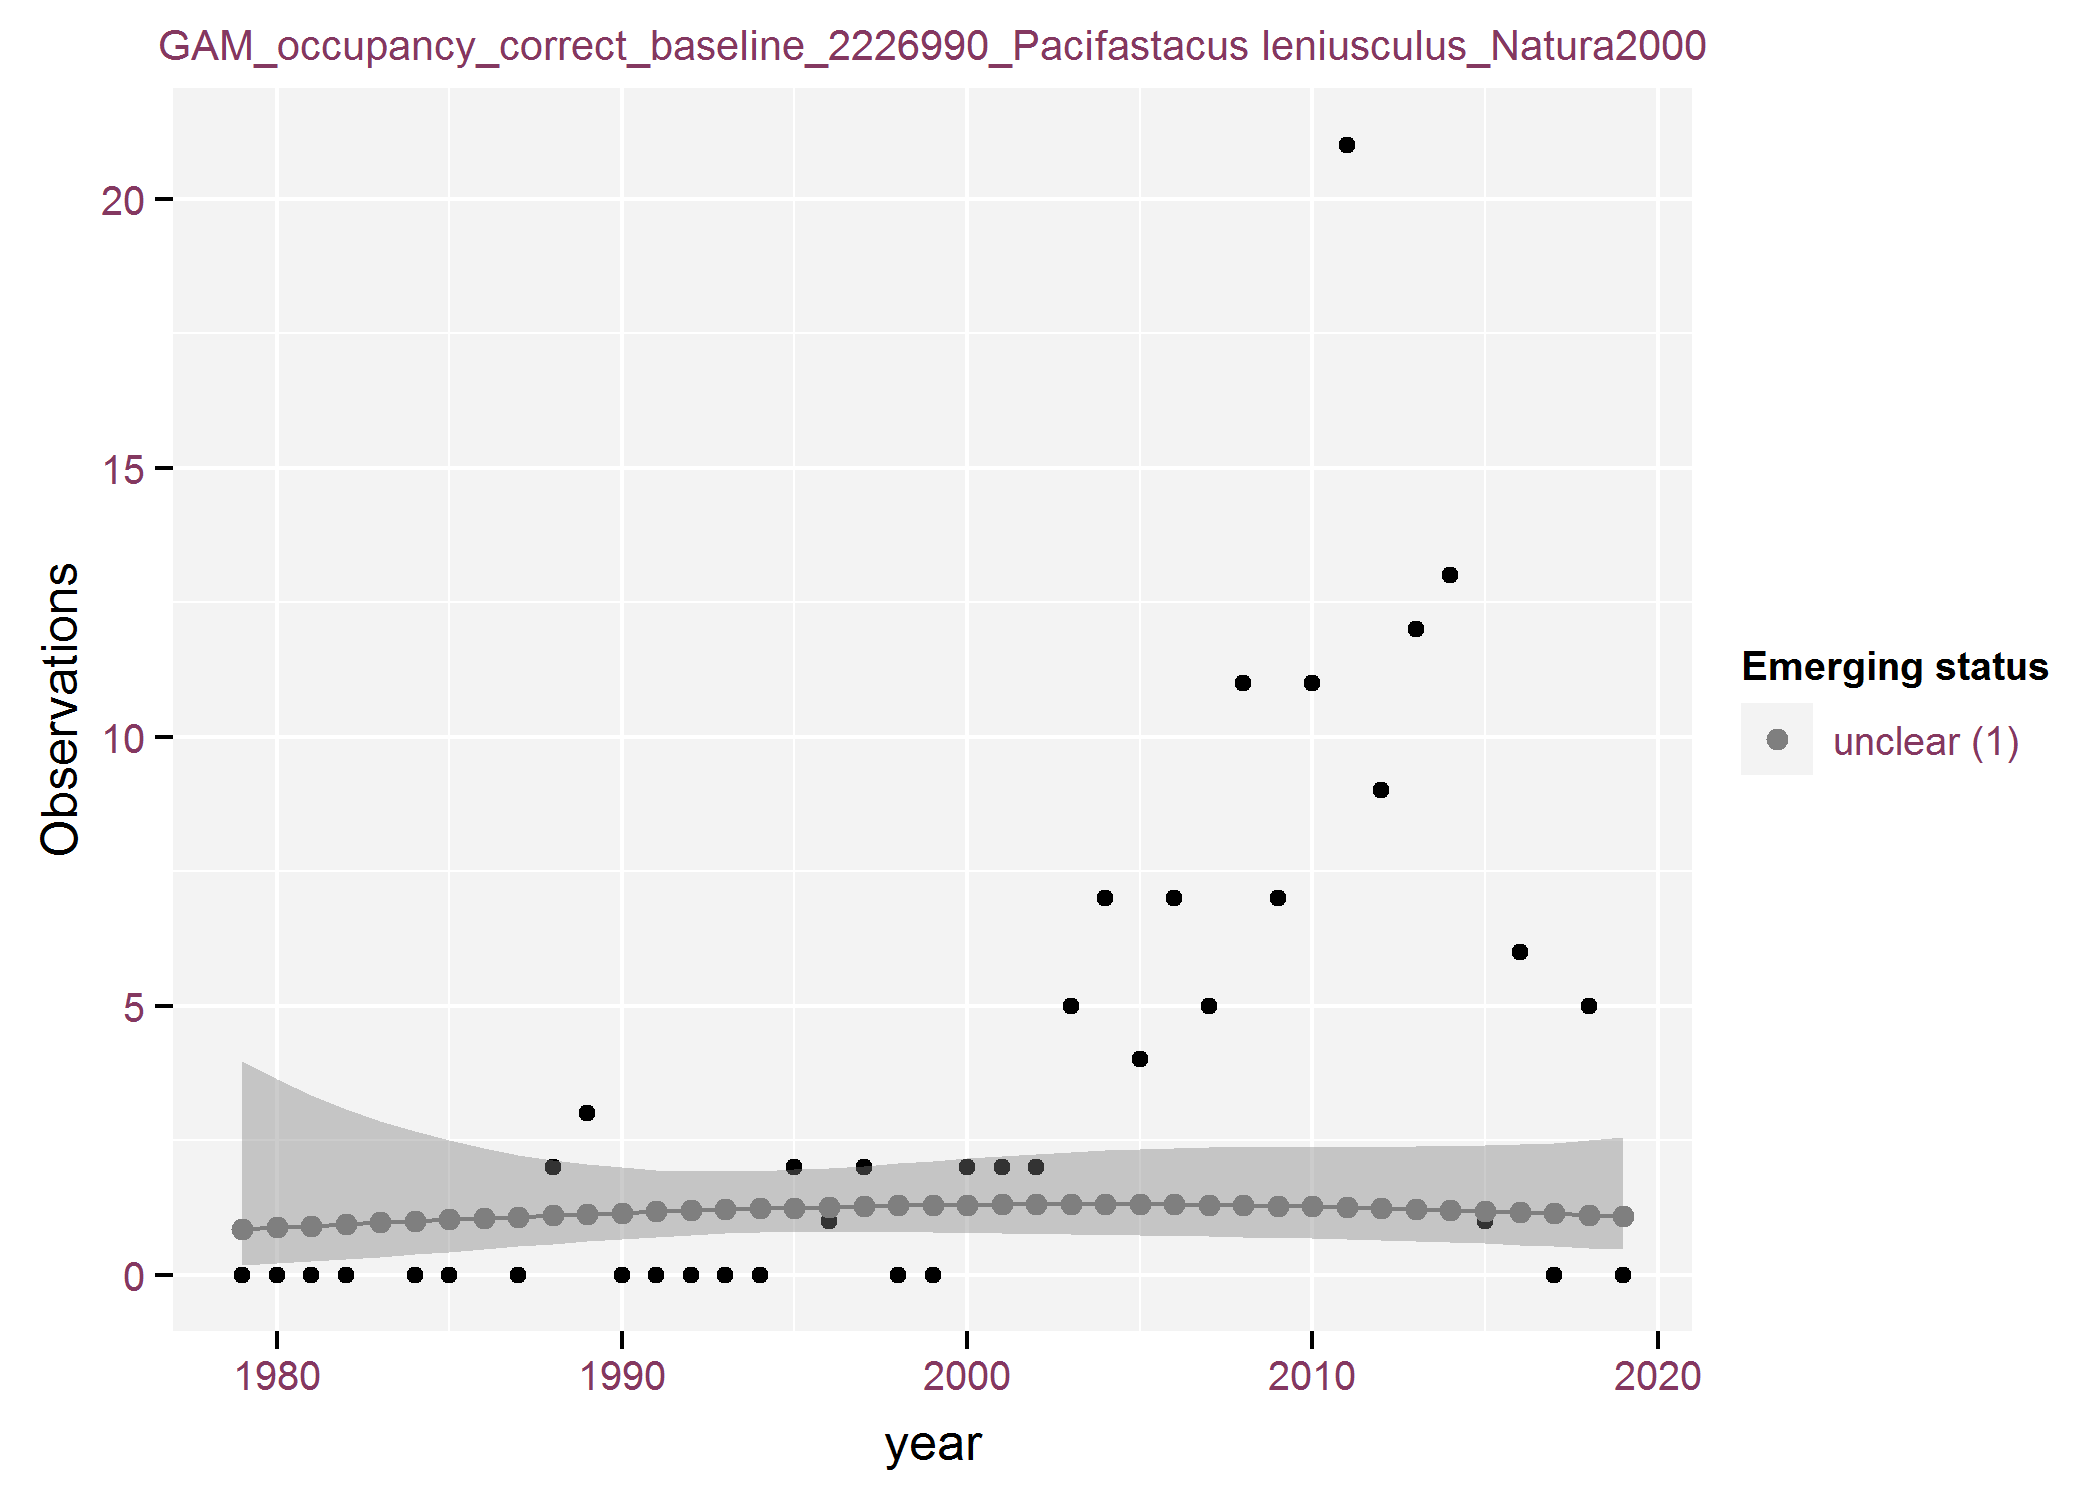 GAM_occupancy_correct_baseline_2226990_Pacifastacus leniusculus_Natura2000
20
15
10
5
0
Observations
1980
1990
2000
2010
2020
year
Emerging status
unclear (1)